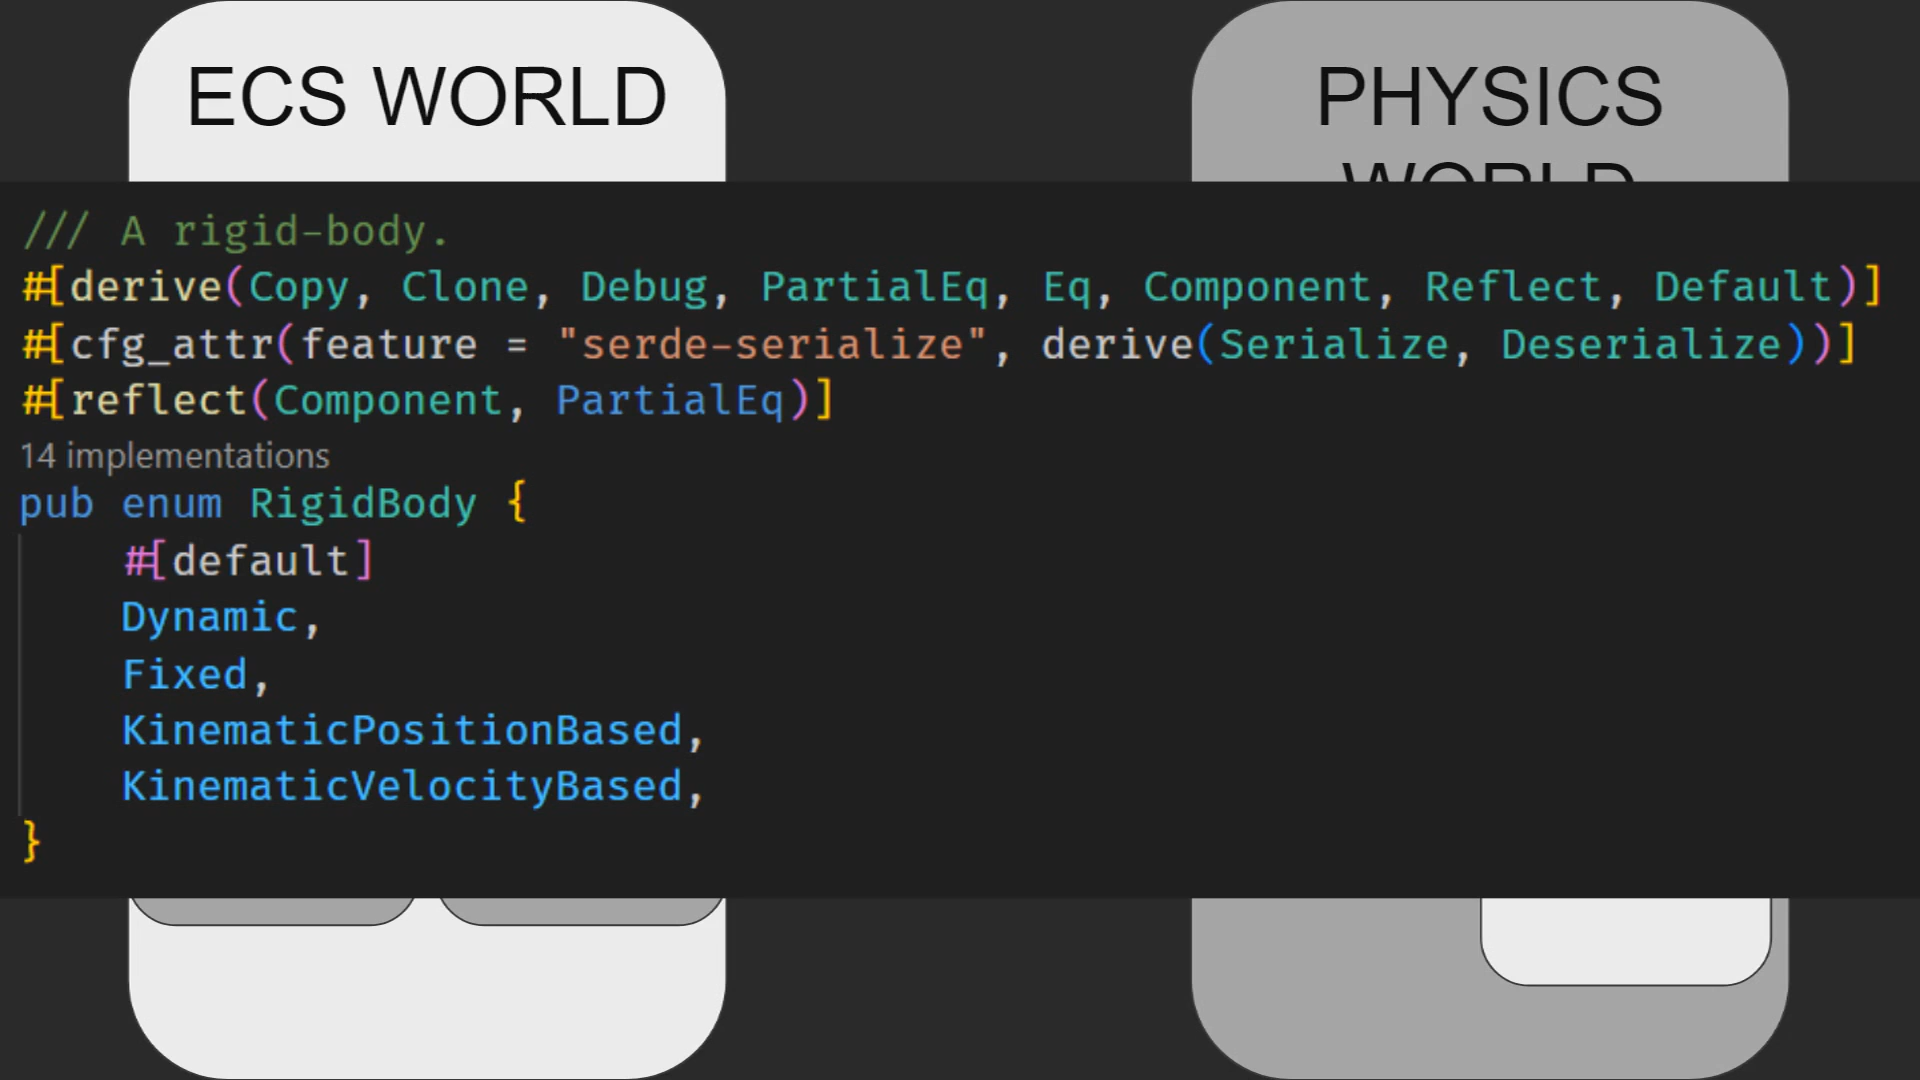 ECS WORLD
PHYSICS
WORLD
/// A rigid-body.
#[derive(Copy, Clone, Debug, PartialEq, Eq, Component, Reflect, Default)]
#[cfg_attr(feature = "serde-serialize", derive(Serialize, Deserialize))]
#[reflect(Component, PartialEq)]
14 implementations
pub enum RigidBody {
    #[default]
    Dynamic,
    Fixed,
    KinematicPositionBased,
    KinematicVelocityBased,
}